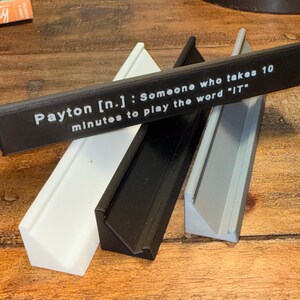 Payton [n.] : Someone who takes 10
minutes to play the word "IT"